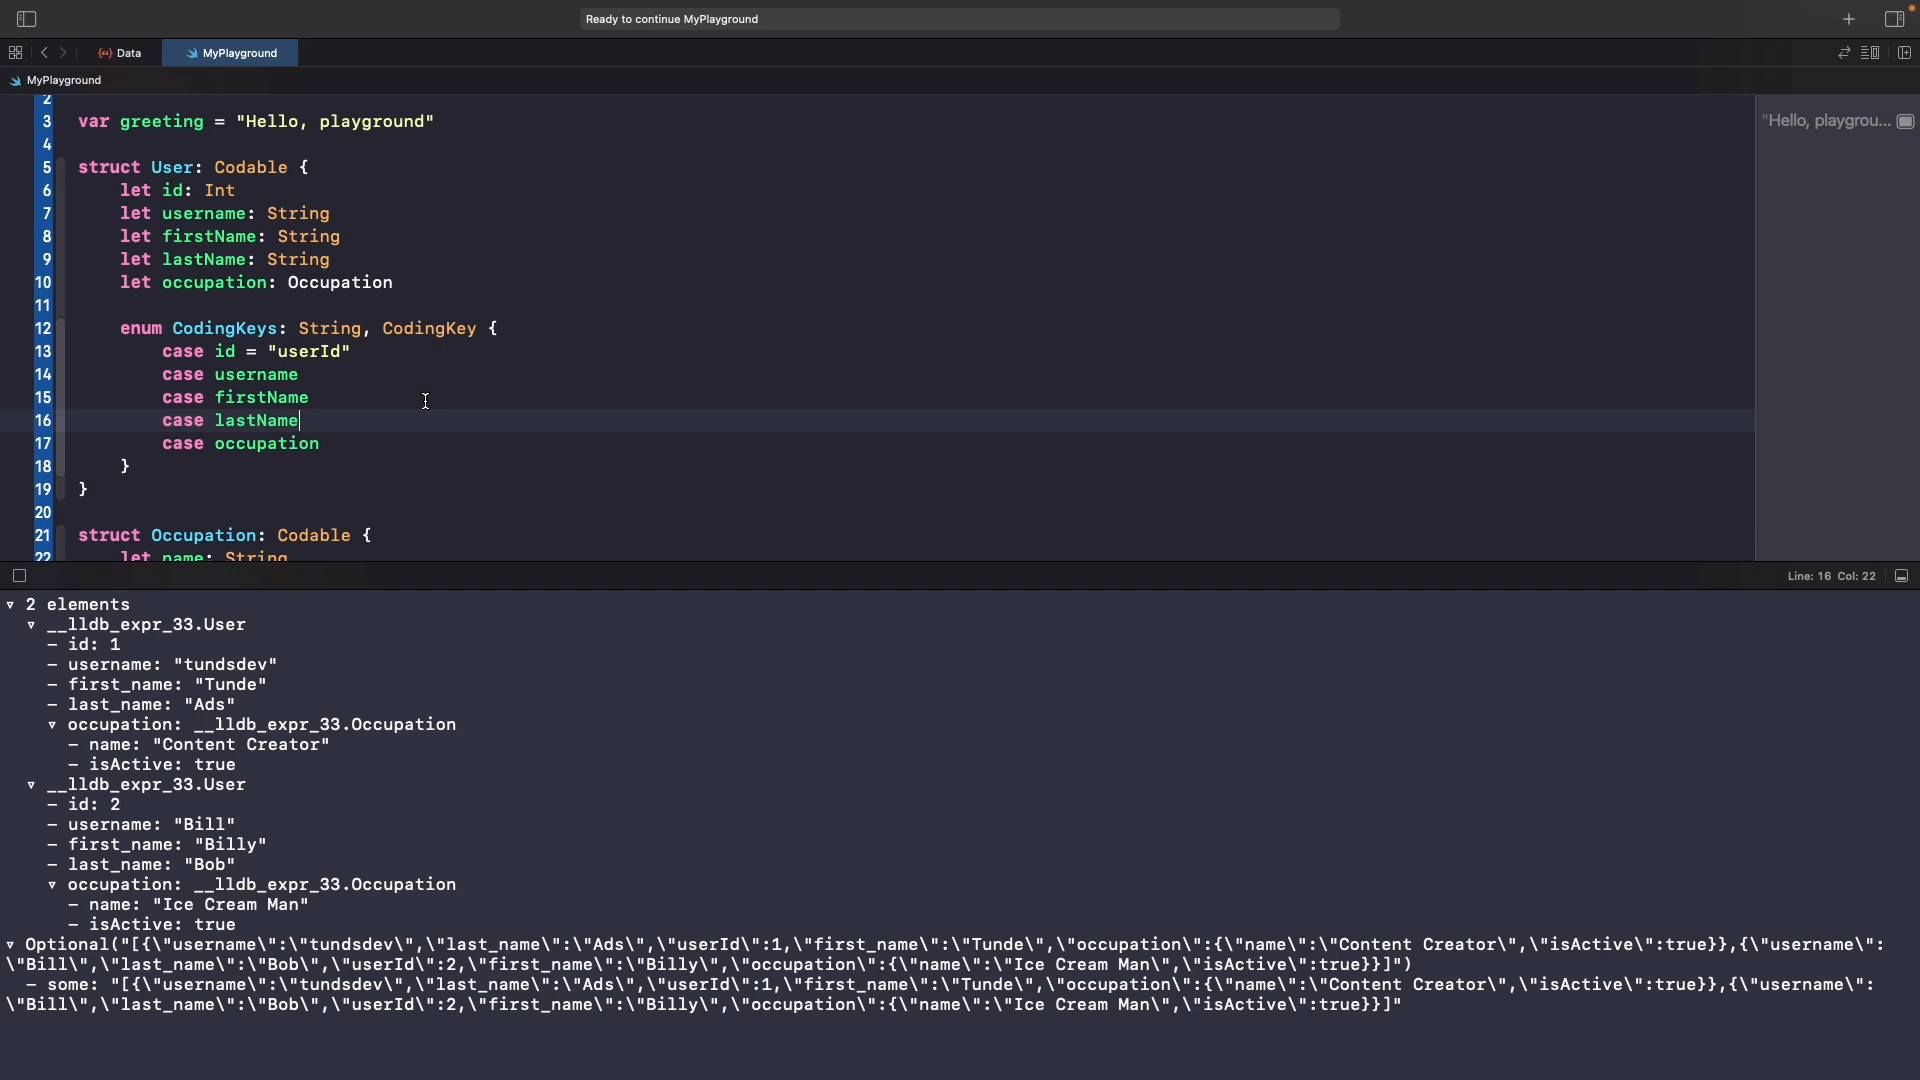 Ready to continue MyPlayground
Data
MyPlayground
MyPlayground
2
3 var greeting = "Hello, playground"
"Hello, playgrou...
4
5 struct User: Codable {
6 let id: Int
7 let username: String
8 let firstName: String
9 let lastName: String
10 let occupation: Occupation
11
12 enum CodingKeys: String, CodingKey {
13 case id = "userId"
14 case username
15 case firstName
16 case lastName
17 case occupation
18 }
19 }
20
21 struct Occupation: Codable {
22 let name: String
Line: 16 Col: 22
2 elements
__lldb_expr_33.User
- id: 1
- username: "tundsdev"
- first_name: "Tunde"
- last_name: "Ads"
occupation: __lldb_expr_33.Occupation
- name: "Content Creator"
- isActive: true
__lldb_expr_33.User
- id: 2
- username: "Bill"
- first_name: "Billy"
- last_name: "Bob"
occupation: __lldb_expr_33.Occupation
- name: "Ice Cream Man"
- isActive: true
Optional("[{\"username\":\"tundsdev\",\"last_name\":\"Ads\",\"userId\":1,\"first_name\":\"Tunde\",\"occupation\":{\"name\":\"Content Creator\",\"isActive\":true}},{\"username\":
\"Bill\",\"last_name\":\"Bob\",\"userId\":2,\"first_name\":\"Billy\",\"occupation\":{\"name\":\"Ice Cream Man\",\"isActive\":true}}]")
- some: "[{\"username\":\"tundsdev\",\"last_name\":\"Ads\",\"userId\":1,\"first_name\":\"Tunde\",\"occupation\":{\"name\":\"Content Creator\",\"isActive\":true}},{\"username\":
\"Bill\",\"last_name\":\"Bob\",\"userId\":2,\"first_name\":\"Billy\",\"occupation\":{\"name\":\"Ice Cream Man\",\"isActive\":true}}]"